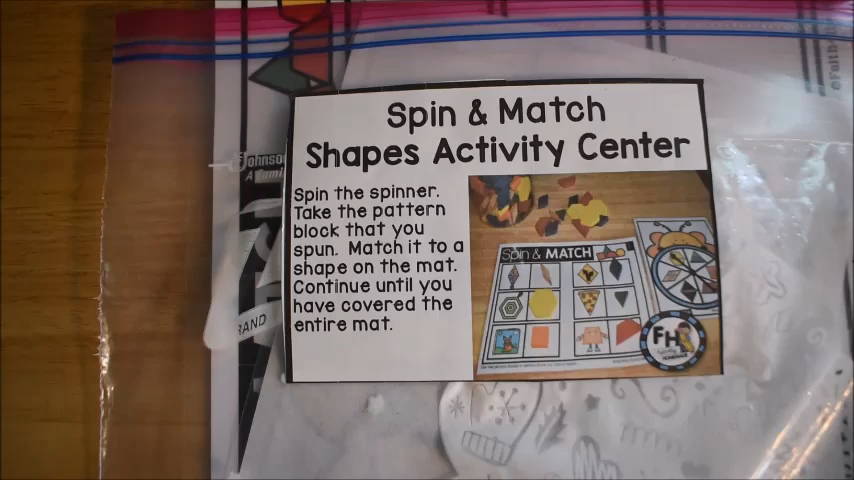 Spin & Match
Shapes Activity Center
Spin the spinner.
Take the pattern
block that you
spun. Match it to a
shape on the mat.
Continue until you
have covered the
entire mat.
Spin & MATCH
FH
RAND